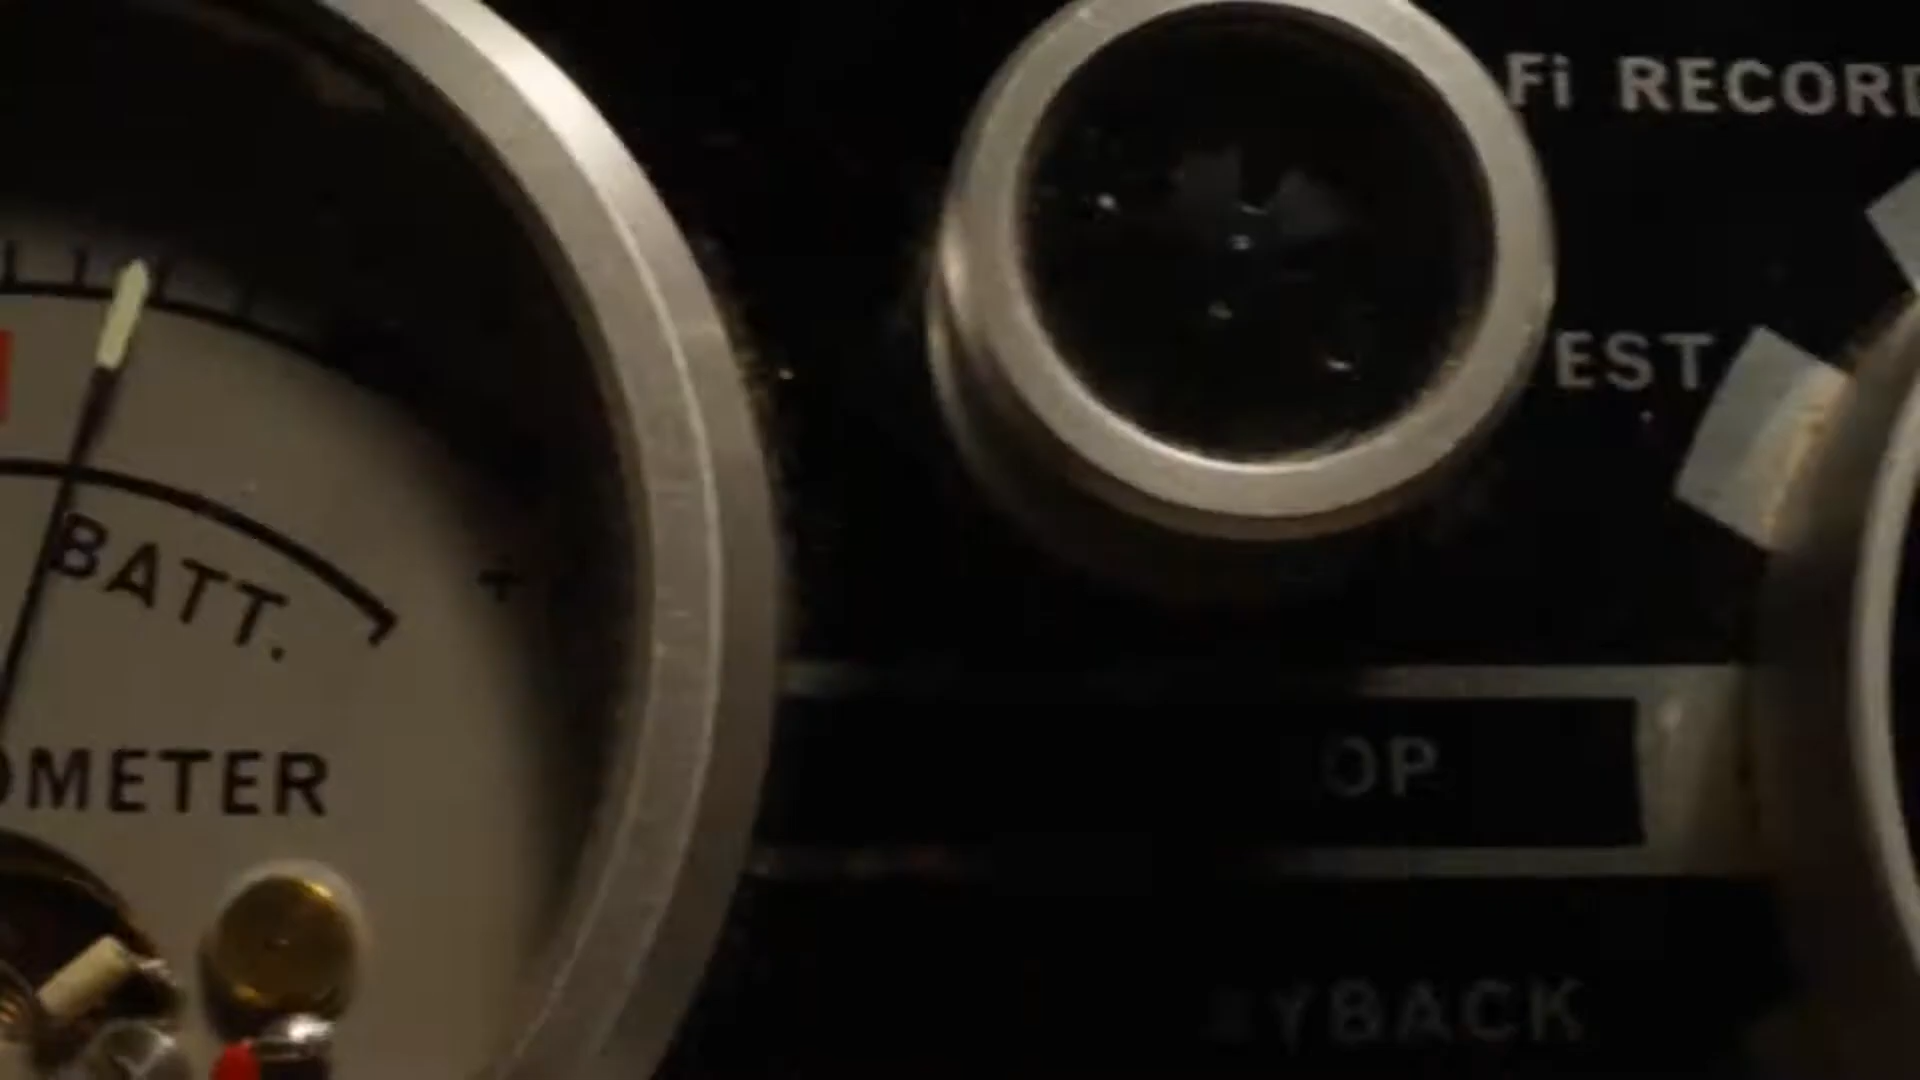 Fi RECORD
EST
BATT.
+
OMETER
OP
YBACK